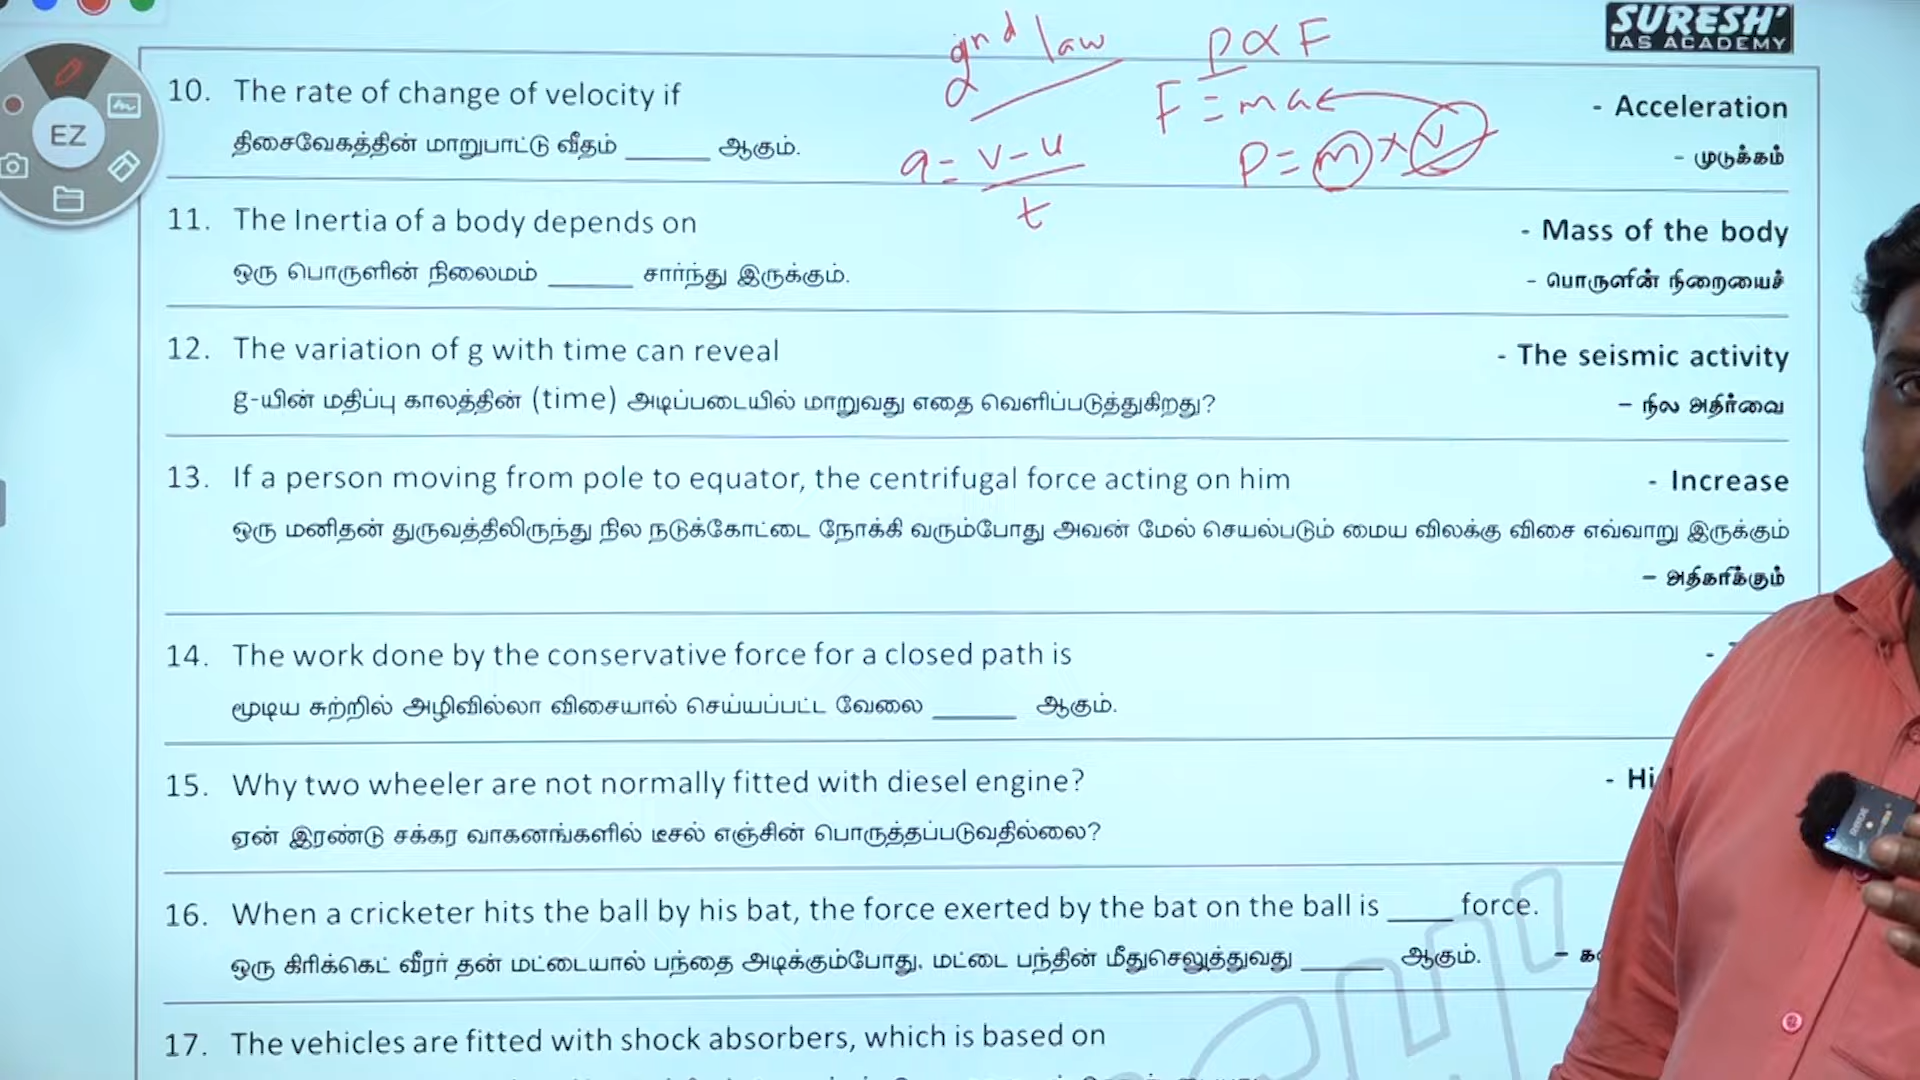 SURESH'
IAS ACADEMY
2nd law
p ∝ F
F = ma
a = v-u / t
P = m × v
EZ
10. The rate of change of velocity if - Acceleration
திசைவேகத்தின் மாறுபாட்டு வீதம் ______ ஆகும். - முடுக்கம்
11. The Inertia of a body depends on - Mass of the body
ஒரு பொருளின் நிலைமம் ______ சார்ந்து இருக்கும். - பொருளின் நிறையைச்
12. The variation of g with time can reveal - The seismic activity
g-யின் மதிப்பு காலத்தின் (time) அடிப்படையில் மாறுவது எதை வெளிப்படுத்துகிறது? – நில அதிர்வை
13. If a person moving from pole to equator, the centrifugal force acting on him - Increase
ஒரு மனிதன் துருவத்திலிருந்து நில நடுக்கோட்டை நோக்கி வரும்போது அவன் மேல் செயல்படும் மைய விலக்கு விசை எவ்வாறு இருக்கும்
– அதிகரிக்கும்
14. The work done by the conservative force for a closed path is -
மூடிய சுற்றில் அழிவில்லா விசையால் செய்யப்பட்ட வேலை ______ ஆகும்.
15. Why two wheeler are not normally fitted with diesel engine? - Hi
ஏன் இரண்டு சக்கர வாகனங்களில் டீசல் எஞ்சின் பொருத்தப்படுவதில்லை?
16. When a cricketer hits the ball by his bat, the force exerted by the bat on the ball is ____ force.
ஒரு கிரிக்கெட் வீரர் தன் மட்டையால் பந்தை அடிக்கும்போது. மட்டை பந்தின் மீதுசெலுத்துவது ______ ஆகும். –
17. The vehicles are fitted with shock absorbers, which is based on